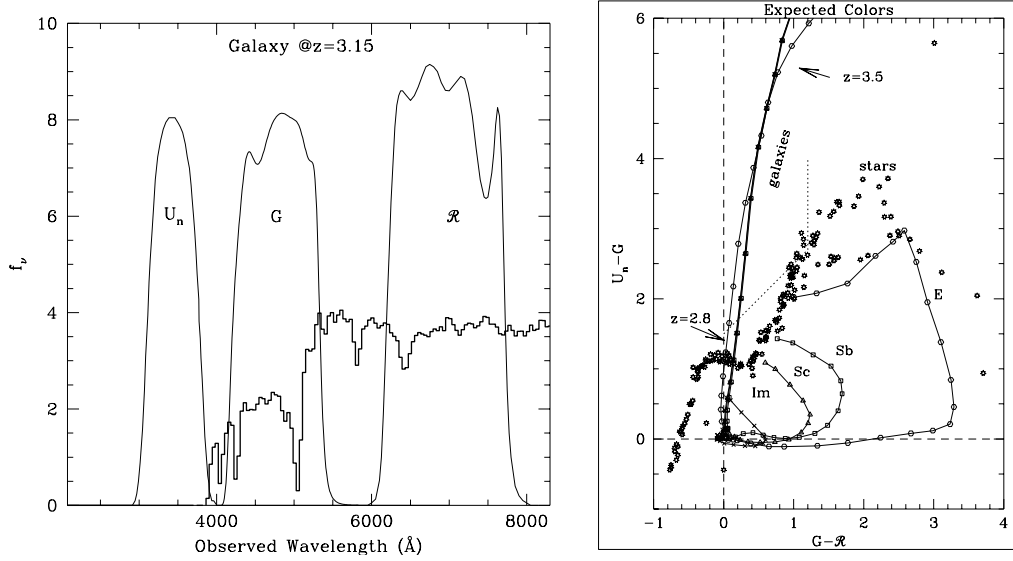 Galaxy @z=3.15
10
8
6
4
2
0
f_ν
U_n
G
ℛ
4000
6000
8000
Observed Wavelength (Å)
Expected Colors
6
4
2
0
U_n-G
z=3.5
galaxies
stars
z=2.8
E
Sb
Sc
Im
-1
0
1
2
3
4
G-ℛ